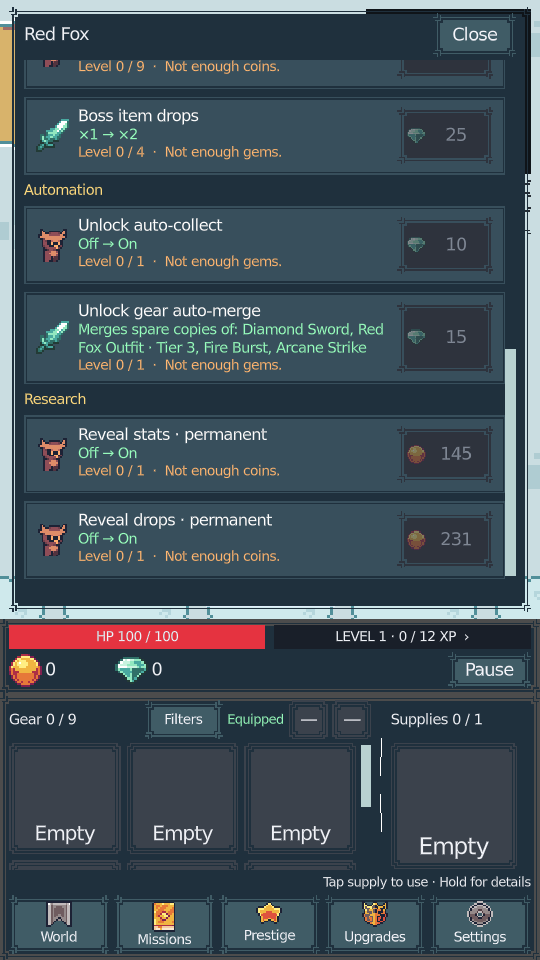 Red Fox
Close
Level 0 / 9 · Not enough coins.
Boss item drops
×1 → ×2
Level 0 / 4 · Not enough gems.
25
Automation
Unlock auto-collect
Off → On
Level 0 / 1 · Not enough gems.
10
Unlock gear auto-merge
Merges spare copies of: Diamond Sword, Red
Fox Outfit · Tier 3, Fire Burst, Arcane Strike
Level 0 / 1 · Not enough gems.
15
Research
Reveal stats · permanent
Off → On
Level 0 / 1 · Not enough coins.
145
Reveal drops · permanent
Off → On
Level 0 / 1 · Not enough coins.
231
HP 100 / 100
LEVEL 1 · 0 / 12 XP ›
0
0
Pause
Gear 0 / 9
Filters
Equipped
—
—
Supplies 0 / 1
Empty
Empty
Empty
Empty
Tap supply to use · Hold for details
World
Missions
Prestige
Upgrades
Settings